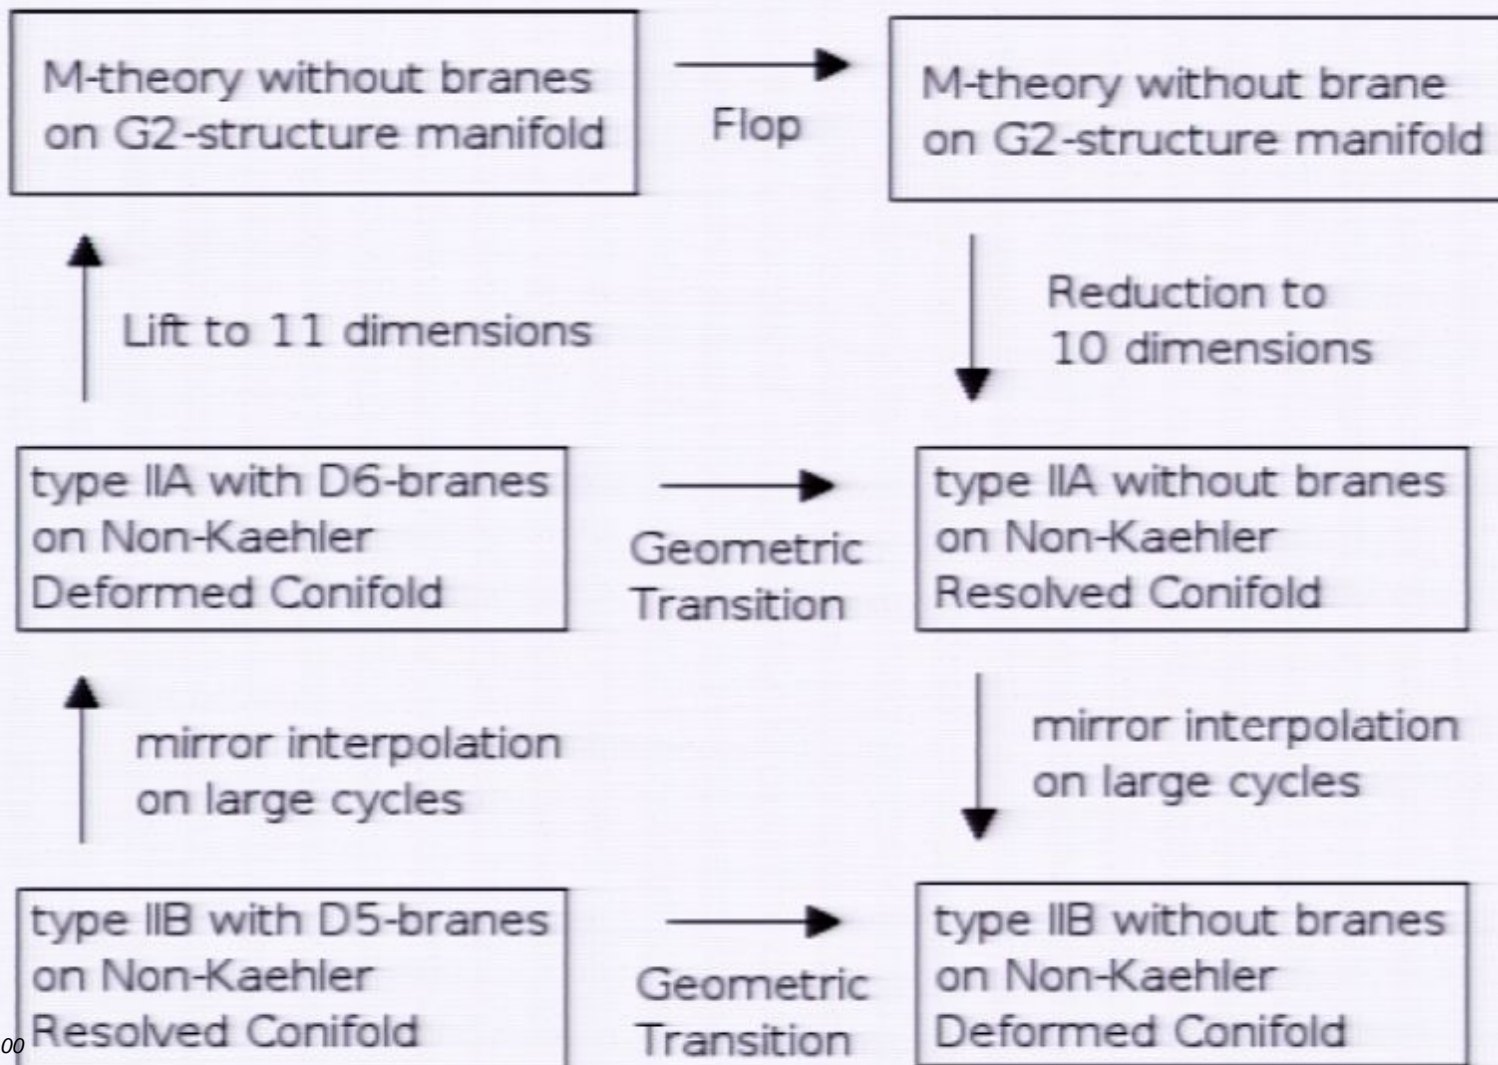 M-theory without branes
on G2-structure manifold
Flop
M-theory without brane
on G2-structure manifold
Lift to 11 dimensions
Reduction to
10 dimensions
type IIA with D6-branes
on Non-Kaehler
Deformed Conifold
Geometric
Transition
type IIA without branes
on Non-Kaehler
Resolved Conifold
mirror interpolation
on large cycles
mirror interpolation
on large cycles
type IIB with D5-branes
on Non-Kaehler
Resolved Conifold
Geometric
Transition
type IIB without branes
on Non-Kaehler
Deformed Conifold
00